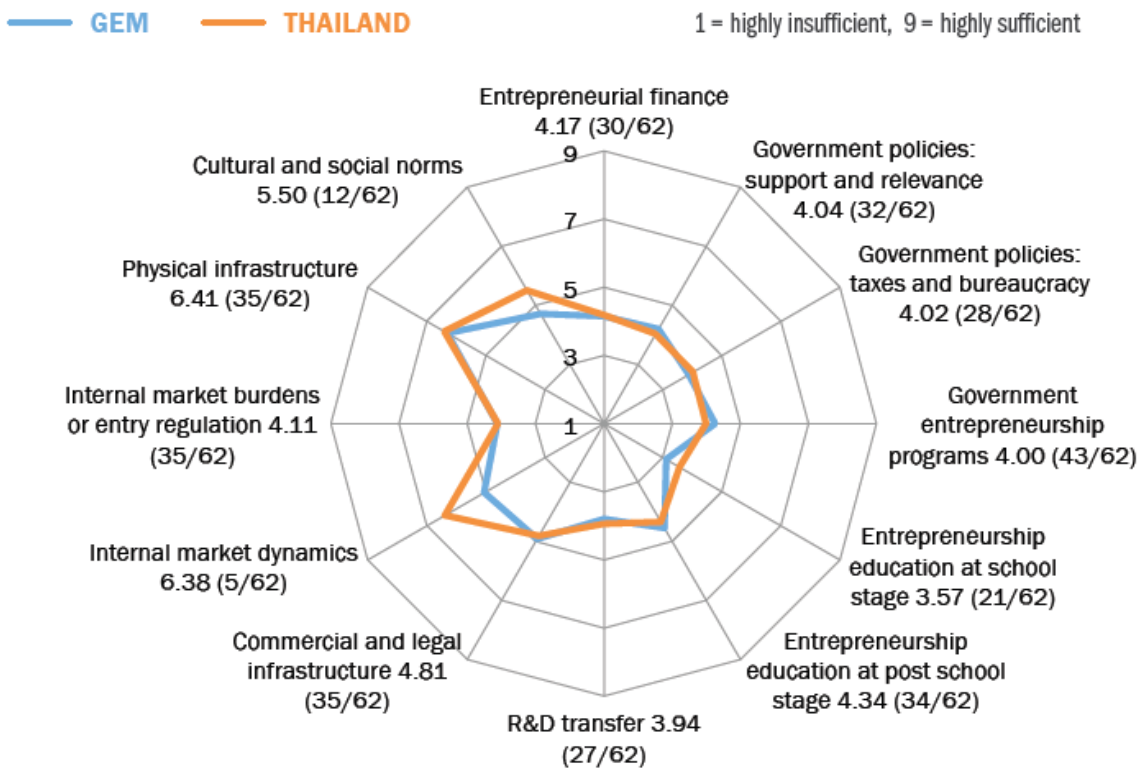 GEM THAILAND 1 = highly insufficient, 9 = highly sufficient
Entrepreneurial finance
4.17 (30/62)
Government policies:
support and relevance
4.04 (32/62)
Government policies:
taxes and bureaucracy
4.02 (28/62)
Government
entrepreneurship
programs 4.00 (43/62)
Entrepreneurship
education at school
stage 3.57 (21/62)
Entrepreneurship
education at post school
stage 4.34 (34/62)
R&D transfer 3.94
(27/62)
Commercial and legal
infrastructure 4.81
(35/62)
Internal market dynamics
6.38 (5/62)
Internal market burdens
or entry regulation 4.11
(35/62)
Physical infrastructure
6.41 (35/62)
Cultural and social norms
5.50 (12/62)
9
7
5
3
1